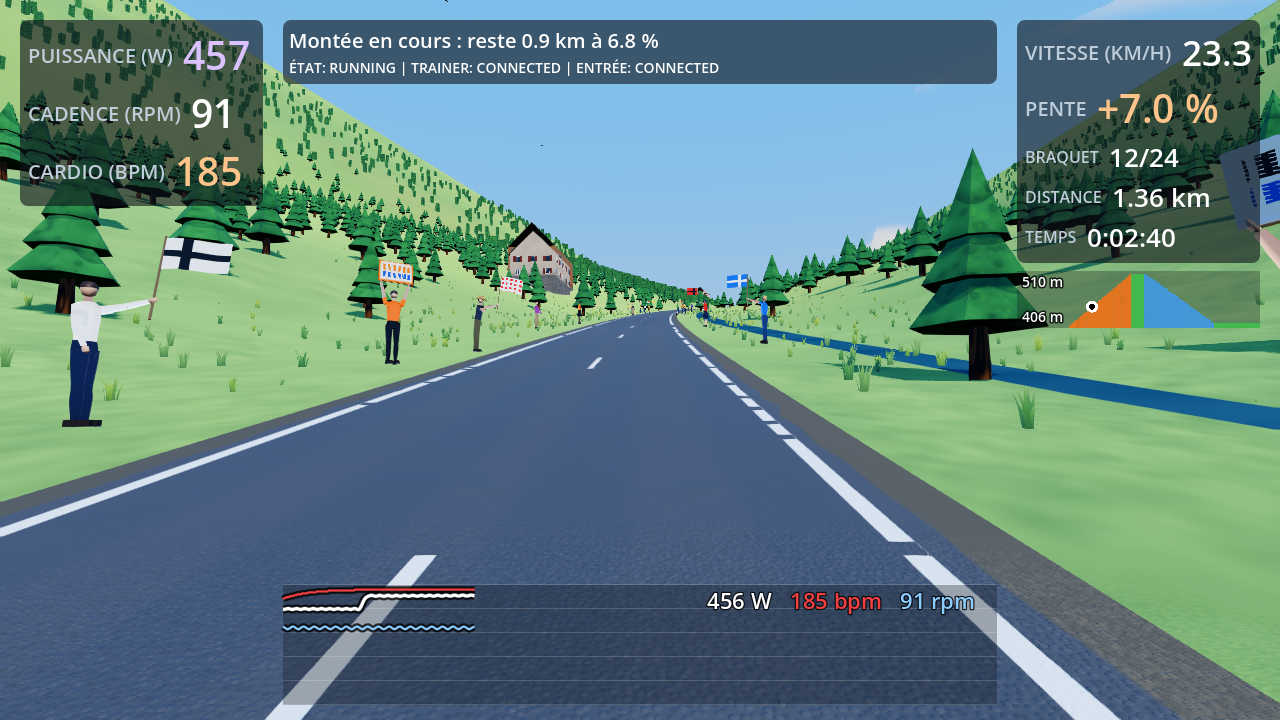 PUISSANCE (W) 457
CADENCE (RPM) 91
CARDIO (BPM) 185
Montée en cours : reste 0.9 km à 6.8 %
ÉTAT: RUNNING | TRAINER: CONNECTED | ENTRÉE: CONNECTED
VITESSE (KM/H) 23.3
PENTE +7.0 %
BRAQUET 12/24
DISTANCE 1.36 km
TEMPS 0:02:40
510 m
406 m
456 W 185 bpm 91 rpm